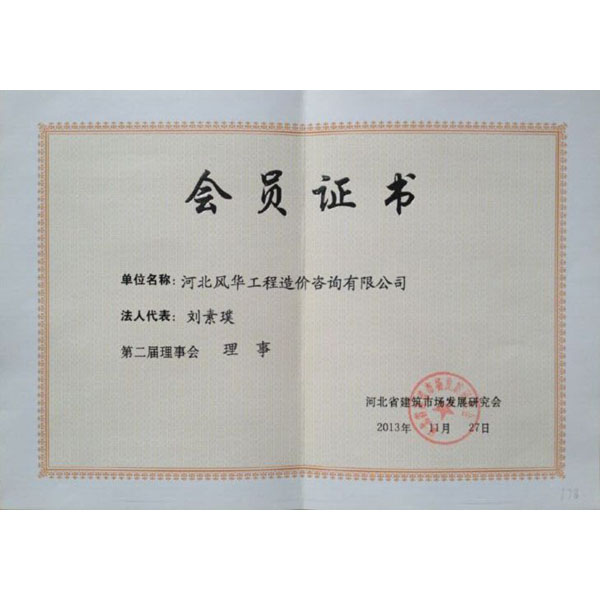 会员证书
单位名称：河北风华工程造价咨询有限公司
法人代表：刘素璞
第二届理事会 理事
河北省建筑市场发展研究会
2013年 11月 27日
178